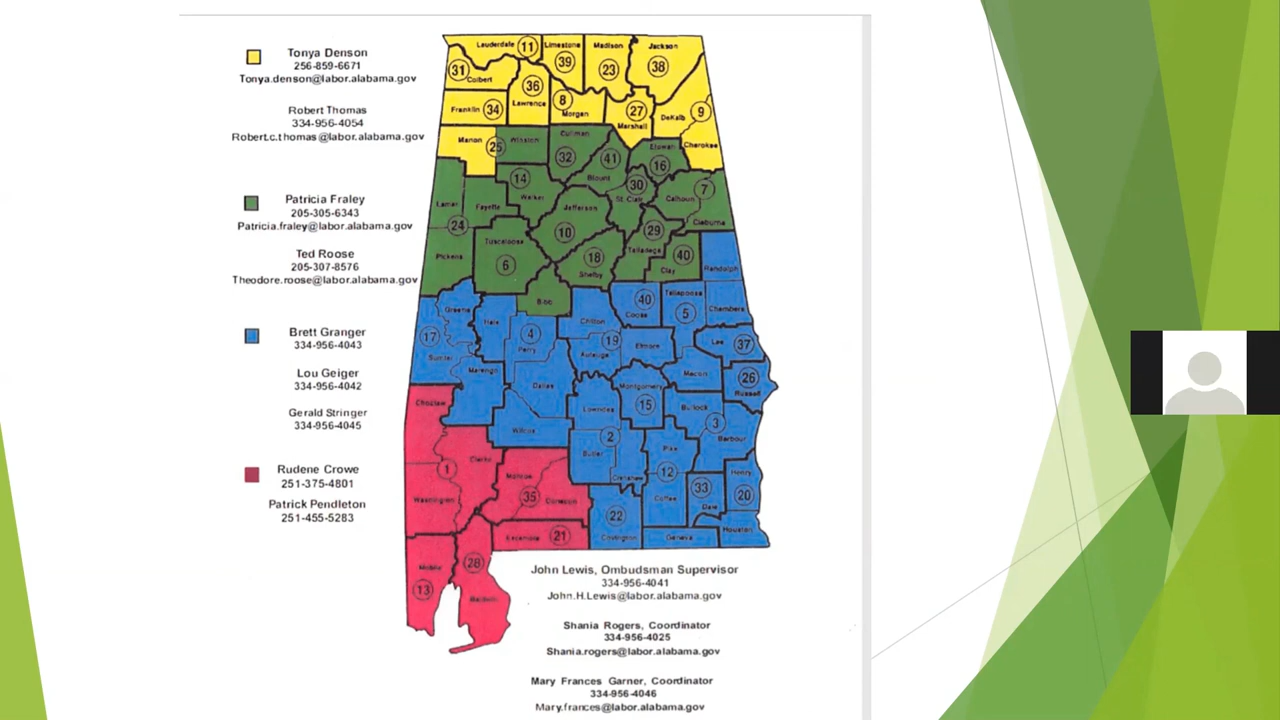 Tonya Denson
256-859-6671
Tonya.denson@labor.alabama.gov
Robert Thomas
334-956-4054
Robert.c.thomas@labor.alabama.gov
Patricia Fraley
205-305-6343
Patricia.fraley@labor.alabama.gov
Ted Roose
205-307-8576
Theodore.roose@labor.alabama.gov
Brett Granger
334-956-4043
Lou Geiger
334-956-4042
Gerald Stringer
334-956-4045
Rudene Crowe
251-375-4801
Patrick Pendleton
251-455-5283
Lauderdale
11
Limestone
39
Madison
23
Jackson
38
31
Colbert
36
Lawrence
8
Morgan
27
Marshall
DeKalb
9
Cherokee
Franklin
34
Marion
25
Winston
Cullman
32
41
Blount
Etowah
16
14
Walker
30
St. Clair
7
Calhoun
Cleburne
Lamar
Fayette
24
Pickens
Jefferson
10
29
Talladega
Tuscaloosa
6
18
Shelby
40
Clay
Randolph
Bibb
Greene
Hale
17
Sumter
4
Perry
Chilton
19
Autauga
40
Coosa
Tallapoosa
5
Chambers
Elmore
Lee
37
Marengo
Dallas
Montgomery
15
Macon
26
Russell
Choctaw
Wilcox
Lowndes
Bullock
3
Barbour
2
Butler
Crenshaw
Pike
12
Coffee
Henry
20
33
Dale
Houston
1
Clarke
Washington
Monroe
35
Conecuh
22
Covington
Geneva
Escambia
21
Mobile
13
28
Baldwin
John Lewis, Ombudsman Supervisor
334-956-4041
John.H.Lewis@labor.alabama.gov
Shania Rogers, Coordinator
334-956-4025
Shania.rogers@labor.alabama.gov
Mary Frances Garner, Coordinator
334-956-4046
Mary.frances@labor.alabama.gov